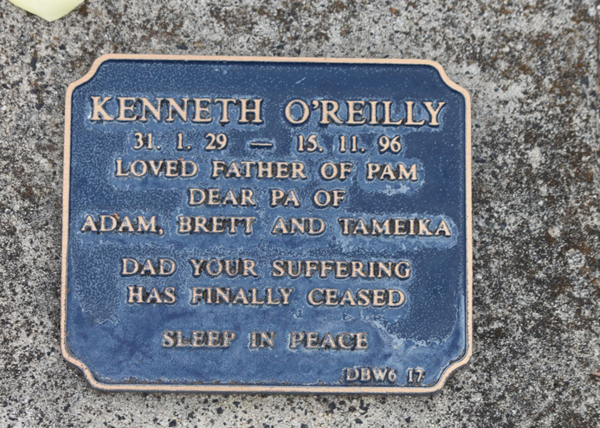 KENNETH O'REILLY
31. 1. 29 — 15. 11. 96
LOVED FATHER OF PAM
DEAR PA OF
ADAM, BRETT AND TAMEIKA
DAD YOUR SUFFERING
HAS FINALLY CEASED
SLEEP IN PEACE
DBW6 17